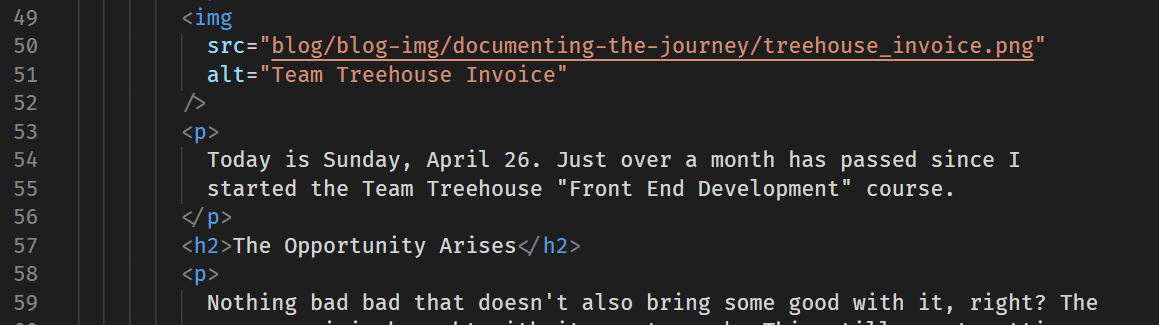 49 <img
50 src="blog/blog-img/documenting-the-journey/treehouse_invoice.png"
51 alt="Team Treehouse Invoice"
52 />
53 <p>
54 Today is Sunday, April 26. Just over a month has passed since I
55 started the Team Treehouse "Front End Development" course.
56 </p>
57 <h2>The Opportunity Arises</h2>
58 <p>
59 Nothing bad bad that doesn't also bring some good with it, right? The